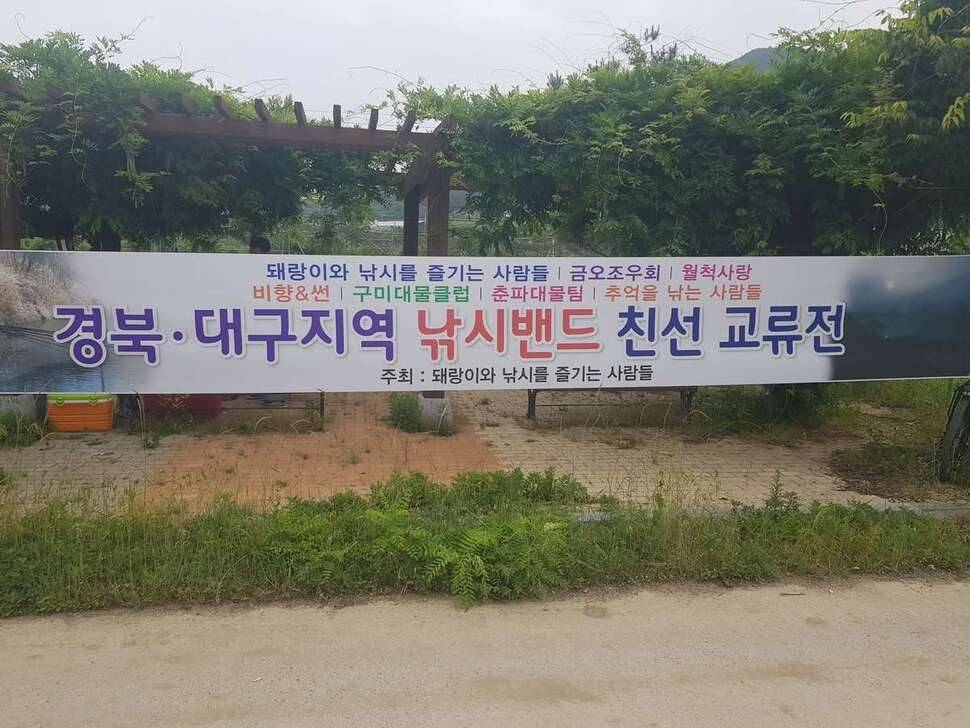 돼랑이와 낚시를 즐기는 사람들 | 금오조우회 | 월척사랑
비향&썬 | 구미대물클럽 | 춘파대물팀 | 추억을 낚는 사람들
경북·대구지역 낚시밴드 친선 교류전
주최 : 돼랑이와 낚시를 즐기는 사람들